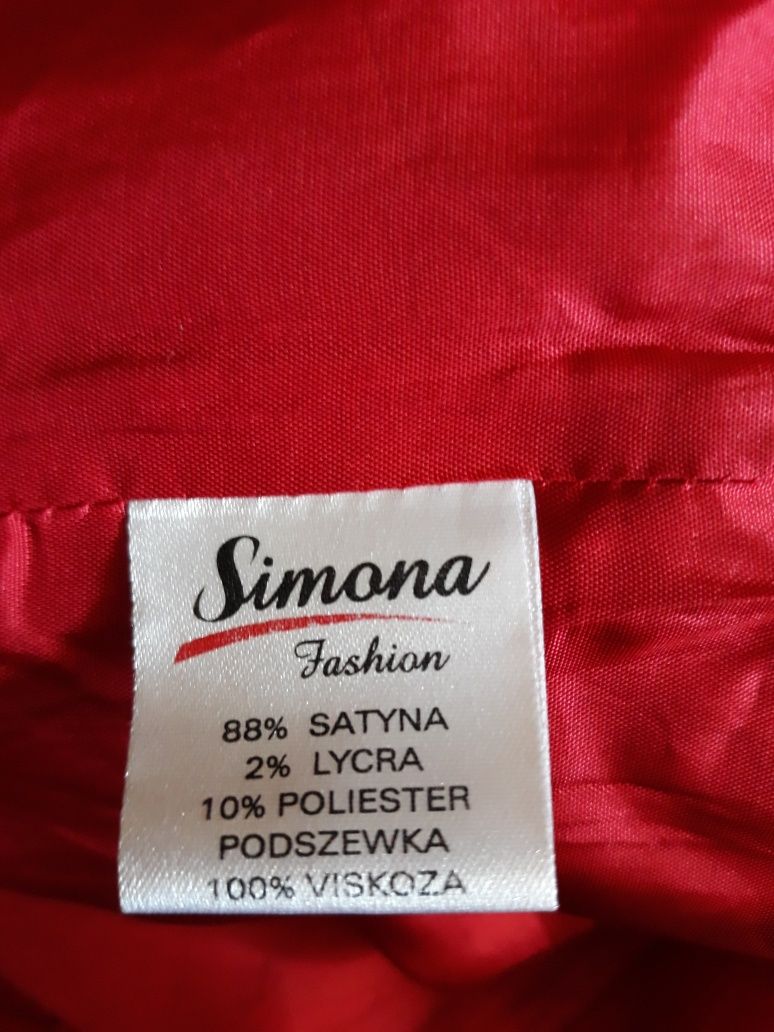 Simona
Fashion
88% SATYNA
2% LYCRA
10% POLIESTER
PODSZEWKA
100% VISKOZA